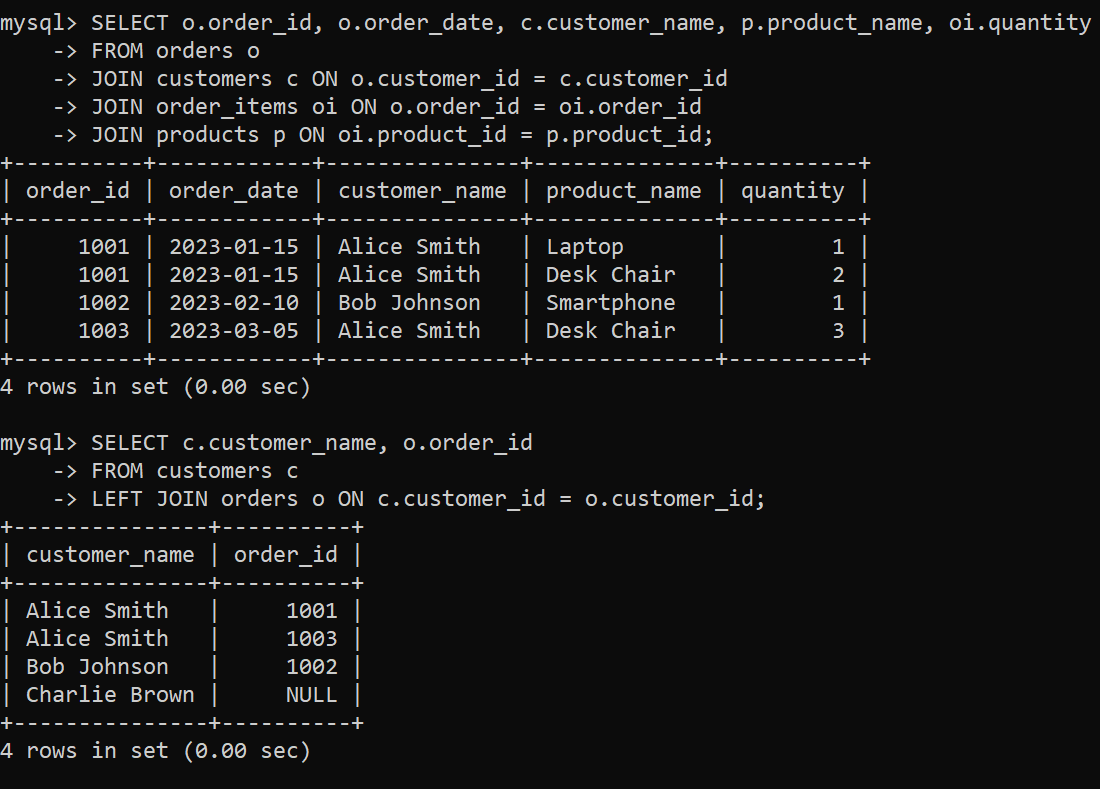 mysql> SELECT o.order_id, o.order_date, c.customer_name, p.product_name, oi.quantity
    -> FROM orders o
    -> JOIN customers c ON o.customer_id = c.customer_id
    -> JOIN order_items oi ON o.order_id = oi.order_id
    -> JOIN products p ON oi.product_id = p.product_id;
+----------+------------+---------------+--------------+----------+
| order_id | order_date | customer_name | product_name | quantity |
+----------+------------+---------------+--------------+----------+
|     1001 | 2023-01-15 | Alice Smith   | Laptop       |        1 |
|     1001 | 2023-01-15 | Alice Smith   | Desk Chair   |        2 |
|     1002 | 2023-02-10 | Bob Johnson   | Smartphone   |        1 |
|     1003 | 2023-03-05 | Alice Smith   | Desk Chair   |        3 |
+----------+------------+---------------+--------------+----------+
4 rows in set (0.00 sec)

mysql> SELECT c.customer_name, o.order_id
    -> FROM customers c
    -> LEFT JOIN orders o ON c.customer_id = o.customer_id;
+---------------+----------+
| customer_name | order_id |
+---------------+----------+
| Alice Smith   |     1001 |
| Alice Smith   |     1003 |
| Bob Johnson   |     1002 |
| Charlie Brown |     NULL |
+---------------+----------+
4 rows in set (0.00 sec)